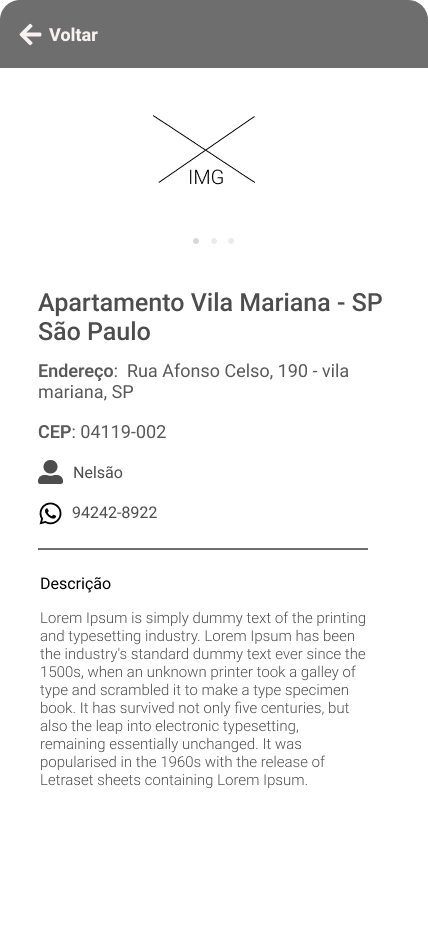 Voltar
IMG
Apartamento Vila Mariana - SP
São Paulo
Endereço:  Rua Afonso Celso, 190 - vila
mariana, SP
CEP: 04119-002
Nelsão
94242-8922
Descrição
Lorem Ipsum is simply dummy text of the printing
and typesetting industry. Lorem Ipsum has been
the industry's standard dummy text ever since the
1500s, when an unknown printer took a galley of
type and scrambled it to make a type specimen
book. It has survived not only five centuries, but
also the leap into electronic typesetting,
remaining essentially unchanged. It was
popularised in the 1960s with the release of
Letraset sheets containing Lorem Ipsum.